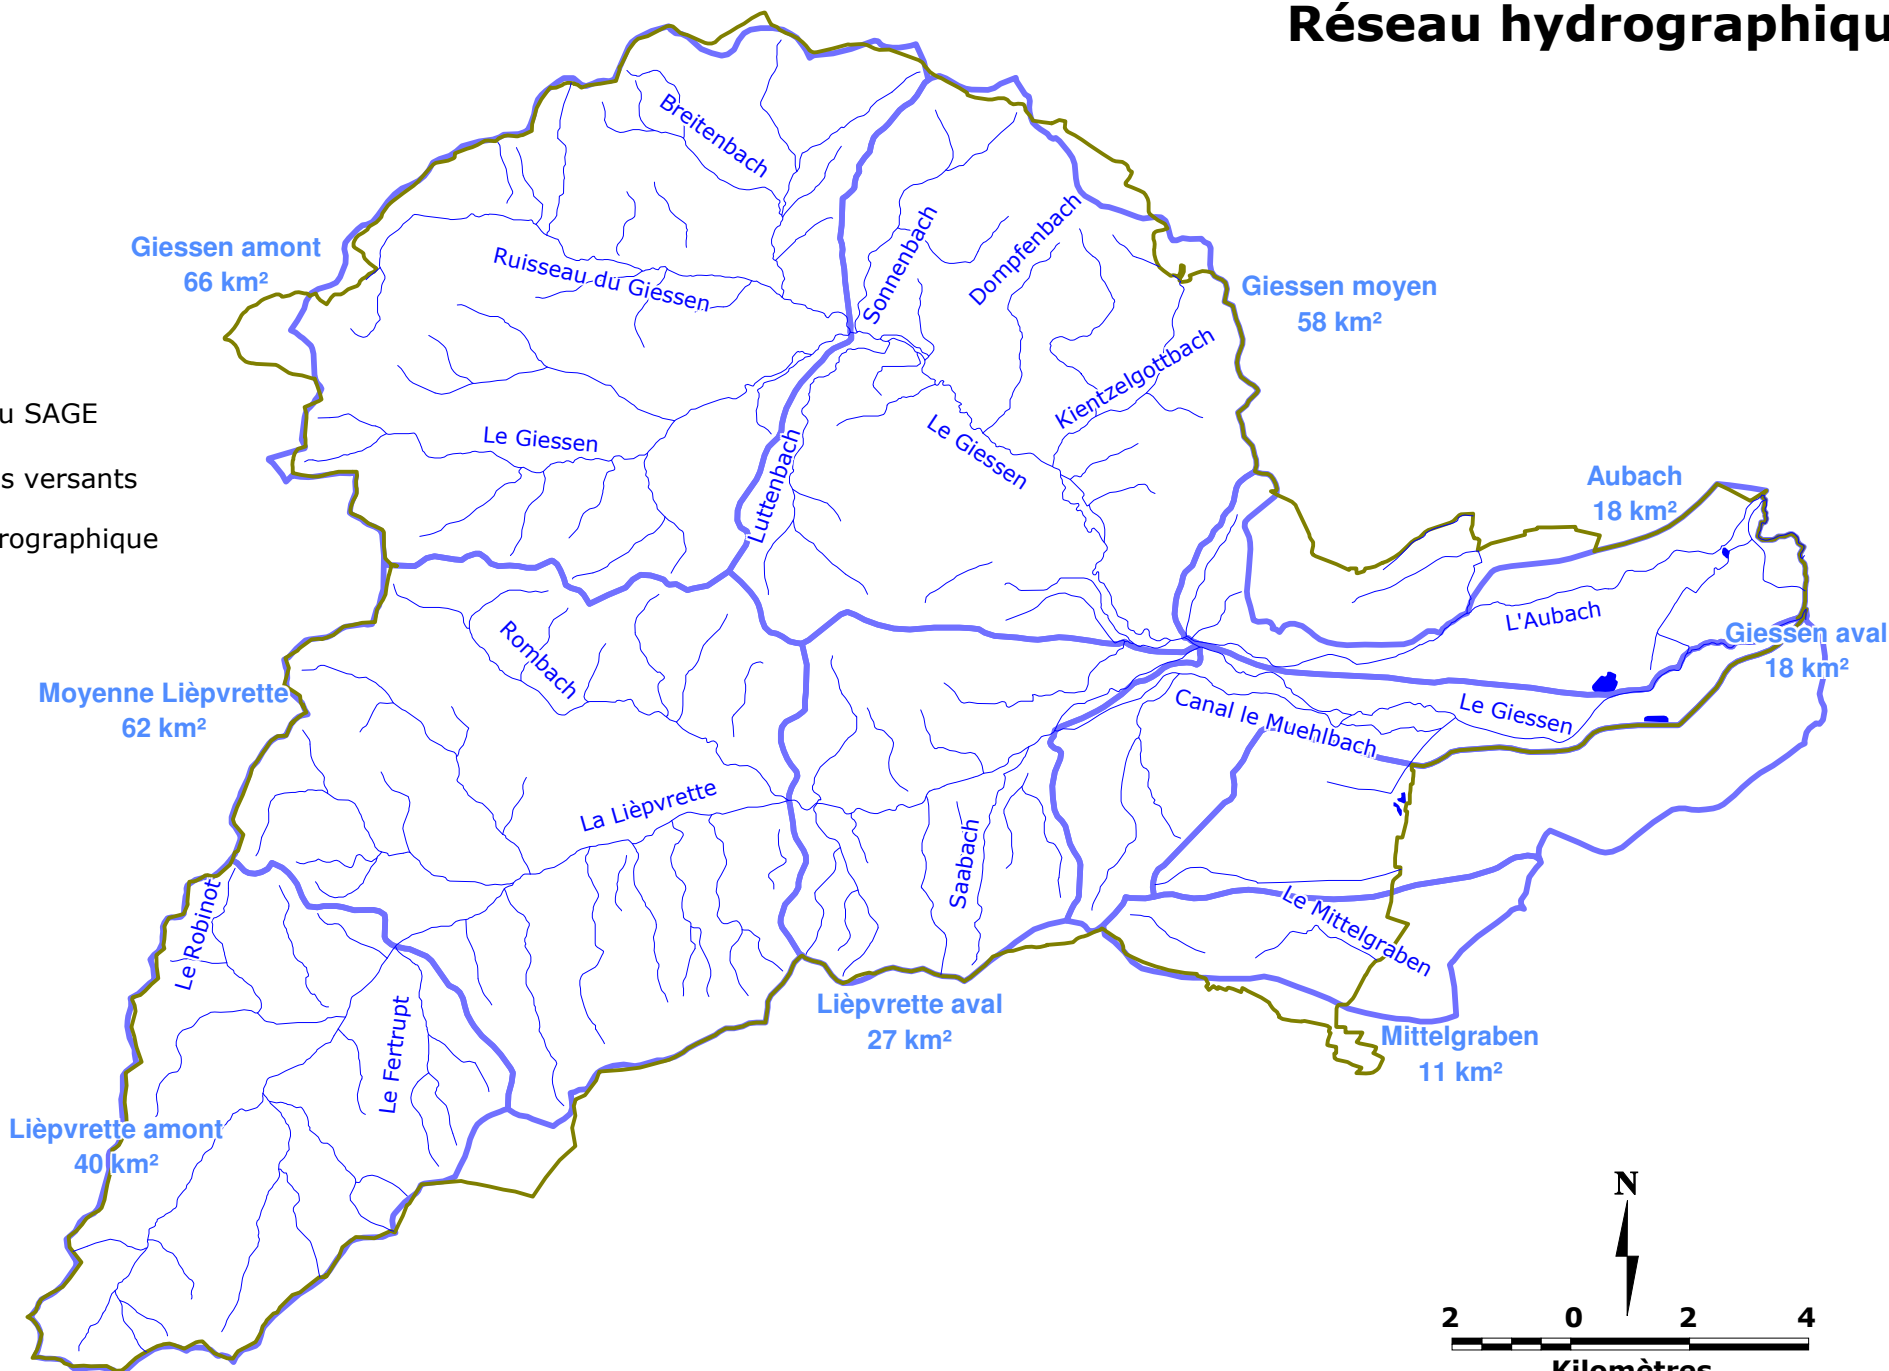 Réseau hydrographiqu
Breitenbach
Giessen amont
66 km²
Ruisseau du Giessen
Sonnenbach
Dompfenbach
Giessen moyen
58 km²
Kientzelgottbach
u SAGE
Le Giessen
Le Giessen
Luttenbach
s versants
Aubach
18 km²
rographique
L'Aubach
Rombach
Giessen aval
18 km²
Moyenne Lièpvrette
62 km²
Canal le Muehlbach
Le Giessen
La Lièpvrette
Saabach
Le Robinot
Le Mittelgraben
Lièpvrette aval
27 km²
Le Fertrupt
Mittelgraben
11 km²
Lièpvrette amont
40 km²
N
2 0 2 4
Kilomètres